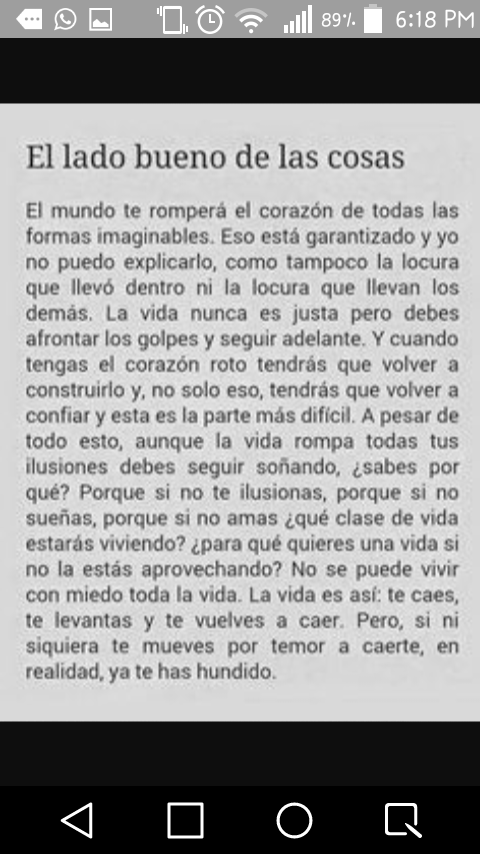 89% 6:18 PM
El lado bueno de las cosas
El mundo te romperá el corazón de todas las
formas imaginables. Eso está garantizado y yo
no puedo explicarlo, como tampoco la locura
que llevó dentro ni la locura que llevan los
demás. La vida nunca es justa pero debes
afrontar los golpes y seguir adelante. Y cuando
tengas el corazón roto tendrás que volver a
construirlo y, no solo eso, tendrás que volver a
confiar y esta es la parte más difícil. A pesar de
todo esto, aunque la vida rompa todas tus
ilusiones debes seguir soñando, ¿sabes por
qué? Porque si no te ilusionas, porque si no
sueñas, porque si no amas ¿qué clase de vida
estarás viviendo? ¿para qué quieres una vida si
no la estás aprovechando? No se puede vivir
con miedo toda la vida. La vida es así: te caes,
te levantas y te vuelves a caer. Pero, si ni
siquiera te mueves por temor a caerte, en
realidad, ya te has hundido.